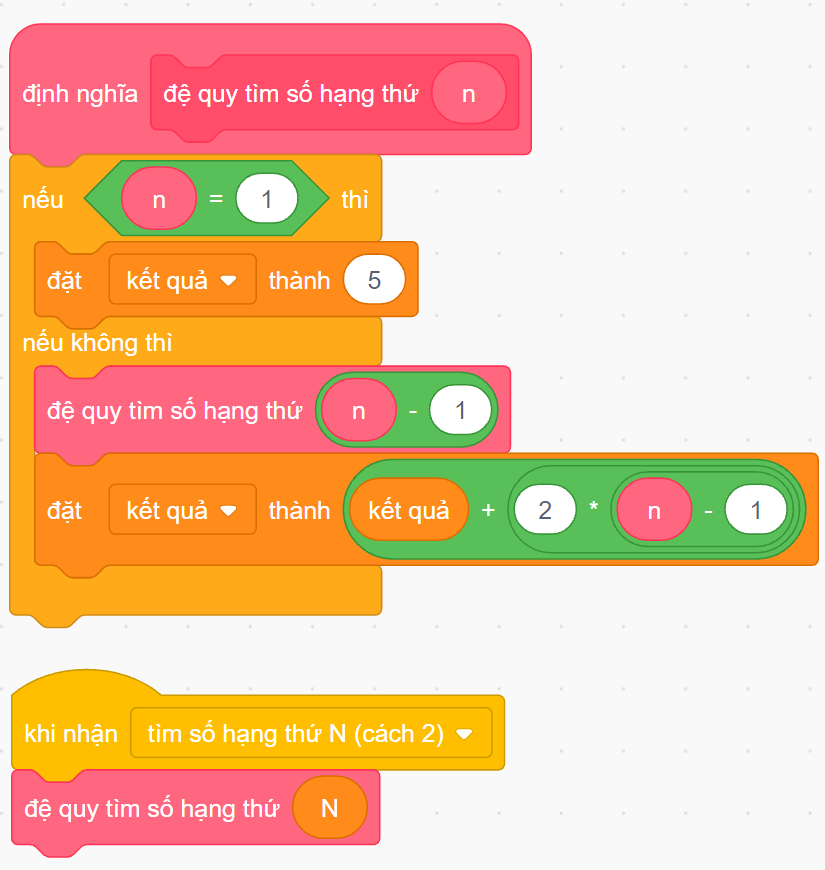 định nghĩa đệ quy tìm số hạng thứ n
nếu n = 1 thì
đặt kết quả thành 5
nếu không thì
đệ quy tìm số hạng thứ n - 1
đặt kết quả thành kết quả + 2 * n - 1
khi nhận tìm số hạng thứ N (cách 2)
đệ quy tìm số hạng thứ N